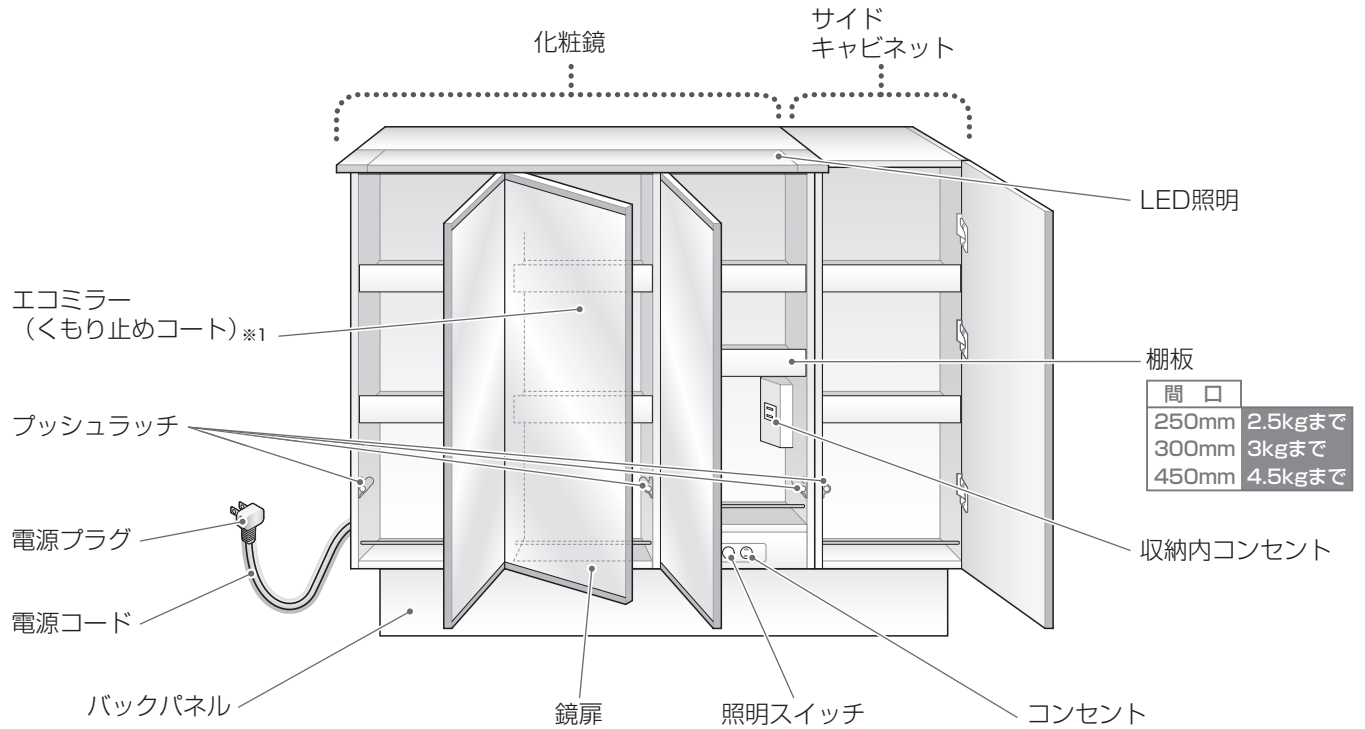 化粧鏡
サイド
キャビネット
LED照明
エコミラー
（くもり止めコート）※1
棚板
間 口
250mm 2.5kgまで
300mm 3kgまで
450mm 4.5kgまで
プッシュラッチ
電源プラグ
収納内コンセント
電源コード
バックパネル
鏡扉
照明スイッチ
コンセント